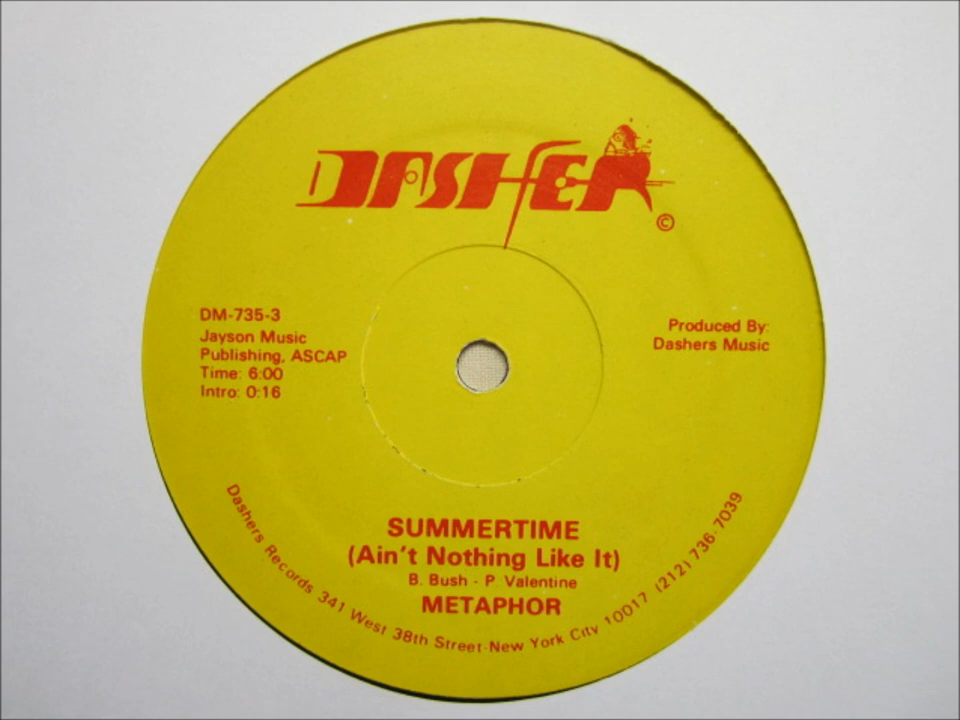 DASHER
©
DM-735-3
Jayson Music
Publishing, ASCAP
Time: 6:00
Intro: 0:16
Produced By:
Dashers Music
SUMMERTIME
(Ain't Nothing Like It)
B. Bush - P. Valentine
METAPHOR
Dashers Records 341 West 38th Street-New York City 10017 (212) 736-7039